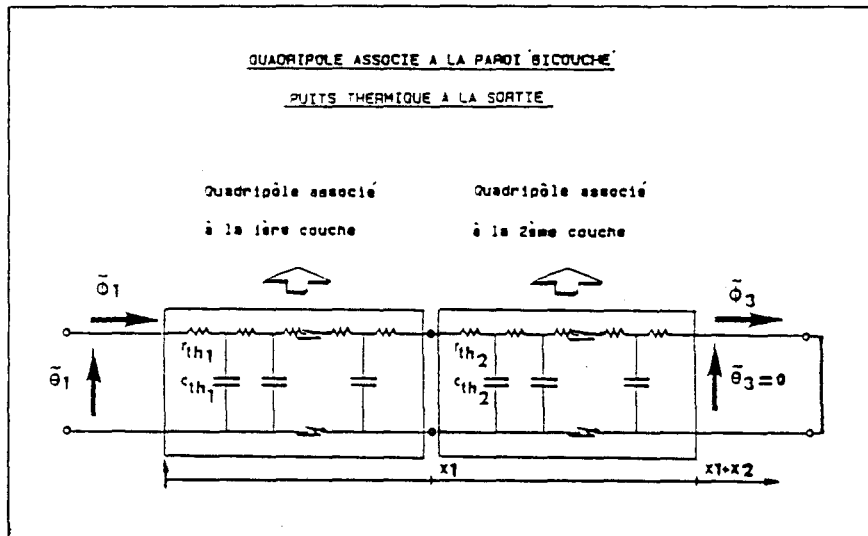 QUADRIPOLE ASSOCIE A LA PAROI BICOUCHE
PUITS THERMIQUE A LA SORTIE
Quadripôle associé
à la 1ère couche
Quadripôle associé
à la 2ème couche
Φ̃1
Φ̃3
rth1
rth2
θ̃1
cth1
cth2
θ̃3=0
x1
x1+x2